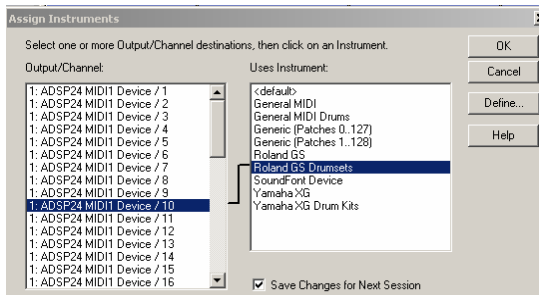 Assign Instruments
Select one or more Output/Channel destinations, then click on an Instrument.
Output/Channel:
1: ADSP24 MIDI1 Device / 1
1: ADSP24 MIDI1 Device / 2
1: ADSP24 MIDI1 Device / 3
1: ADSP24 MIDI1 Device / 4
1: ADSP24 MIDI1 Device / 5
1: ADSP24 MIDI1 Device / 6
1: ADSP24 MIDI1 Device / 7
1: ADSP24 MIDI1 Device / 8
1: ADSP24 MIDI1 Device / 9
1: ADSP24 MIDI1 Device / 10
1: ADSP24 MIDI1 Device / 11
1: ADSP24 MIDI1 Device / 12
1: ADSP24 MIDI1 Device / 13
1: ADSP24 MIDI1 Device / 14
1: ADSP24 MIDI1 Device / 15
1: ADSP24 MIDI1 Device / 16
Uses Instrument:
<default>
General MIDI
General MIDI Drums
Generic (Patches 0..127)
Generic (Patches 1..128)
Roland GS
Roland GS Drumsets
SoundFont Device
Yamaha XG
Yamaha XG Drum Kits
Save Changes for Next Session
OK
Cancel
Define...
Help